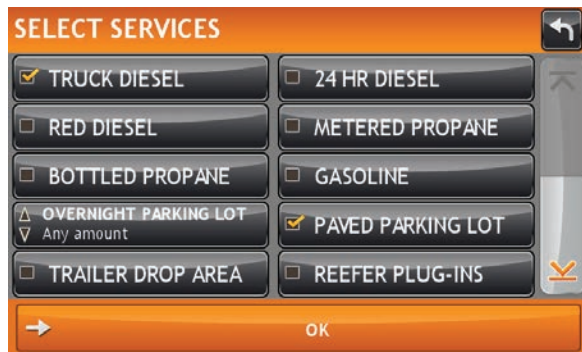 SELECT SERVICES
TRUCK DIESEL
24 HR DIESEL
RED DIESEL
METERED PROPANE
BOTTLED PROPANE
GASOLINE
OVERNIGHT PARKING LOT
Any amount
PAVED PARKING LOT
TRAILER DROP AREA
REEFER PLUG-INS
OK